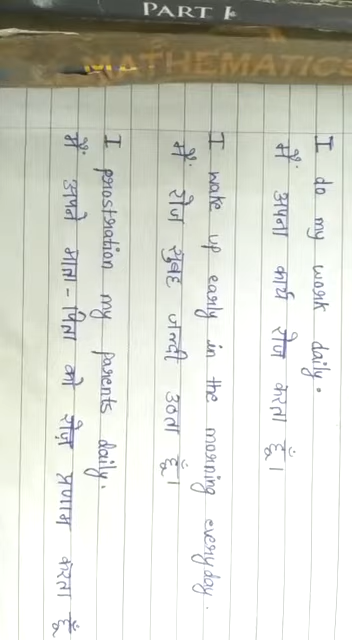 PART I
MATHEMATICS
I do my work daily.
मैं अपना कार्य रोज करता हूँ।
I wake up early in the morning everyday.
मैं रोज सुबह जल्दी उठता हूँ।
I prostration my parents daily.
मैं अपने माता-पिता को रोज़ प्रणाम करता हूँ